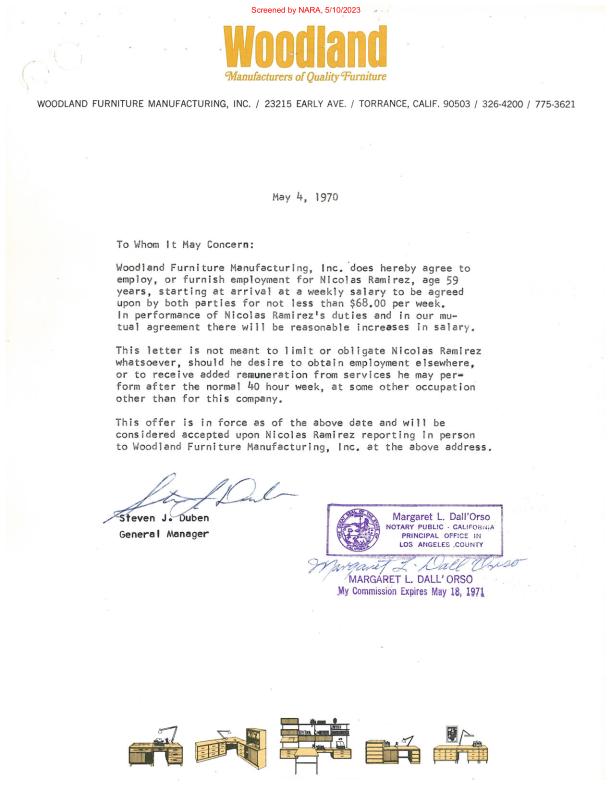 Screened by NARA, 5/10/2023
Woodland
Manufacturers of Quality Furniture
WOODLAND FURNITURE MANUFACTURING, INC. / 23215 EARLY AVE. / TORRANCE, CALIF. 90503 / 326-4200 / 775-3621
May 4, 1970
To Whom It May Concern:
Woodland Furniture Manufacturing, Inc. does hereby agree to
employ, or furnish employment for Nicolas Ramirez, age 59
years, starting at arrival at a weekly salary to be agreed
upon by both parties for not less than $68.00 per week.
In performance of Nicolas Ramirez's duties and in our mu-
tual agreement there will be reasonable increases in salary.
This letter is not meant to limit or obligate Nicolas Ramirez
whatsoever, should he desire to obtain employment elsewhere,
or to receive added remuneration from services he may per-
form after the normal 40 hour week, at some other occupation
other than for this company.
This offer is in force as of the above date and will be
considered accepted upon Nicolas Ramirez reporting in person
to Woodland Furniture Manufacturing, Inc. at the above address.
Steven J. Duben
General Manager
Margaret L. Dall'Orso
NOTARY PUBLIC - CALIFORNIA
PRINCIPAL OFFICE IN
LOS ANGELES COUNTY
Margaret L. Dall'Orso
MARGARET L. DALL'ORSO
My Commission Expires May 18, 1971